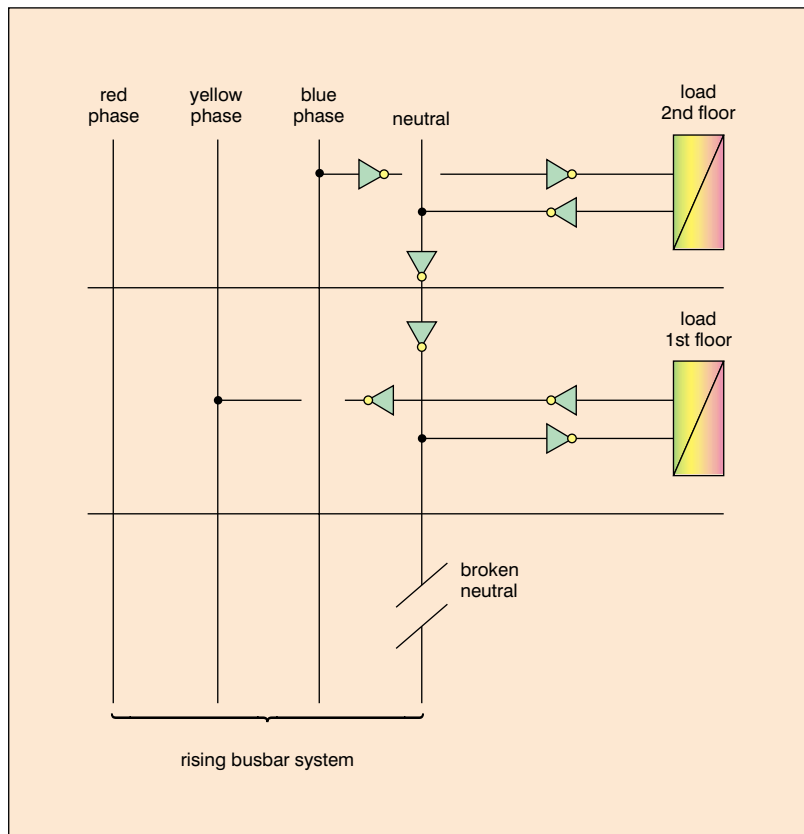 red
phase
yellow
phase
blue
phase
neutral
load
2nd floor
load
1st floor
broken
neutral
rising busbar system